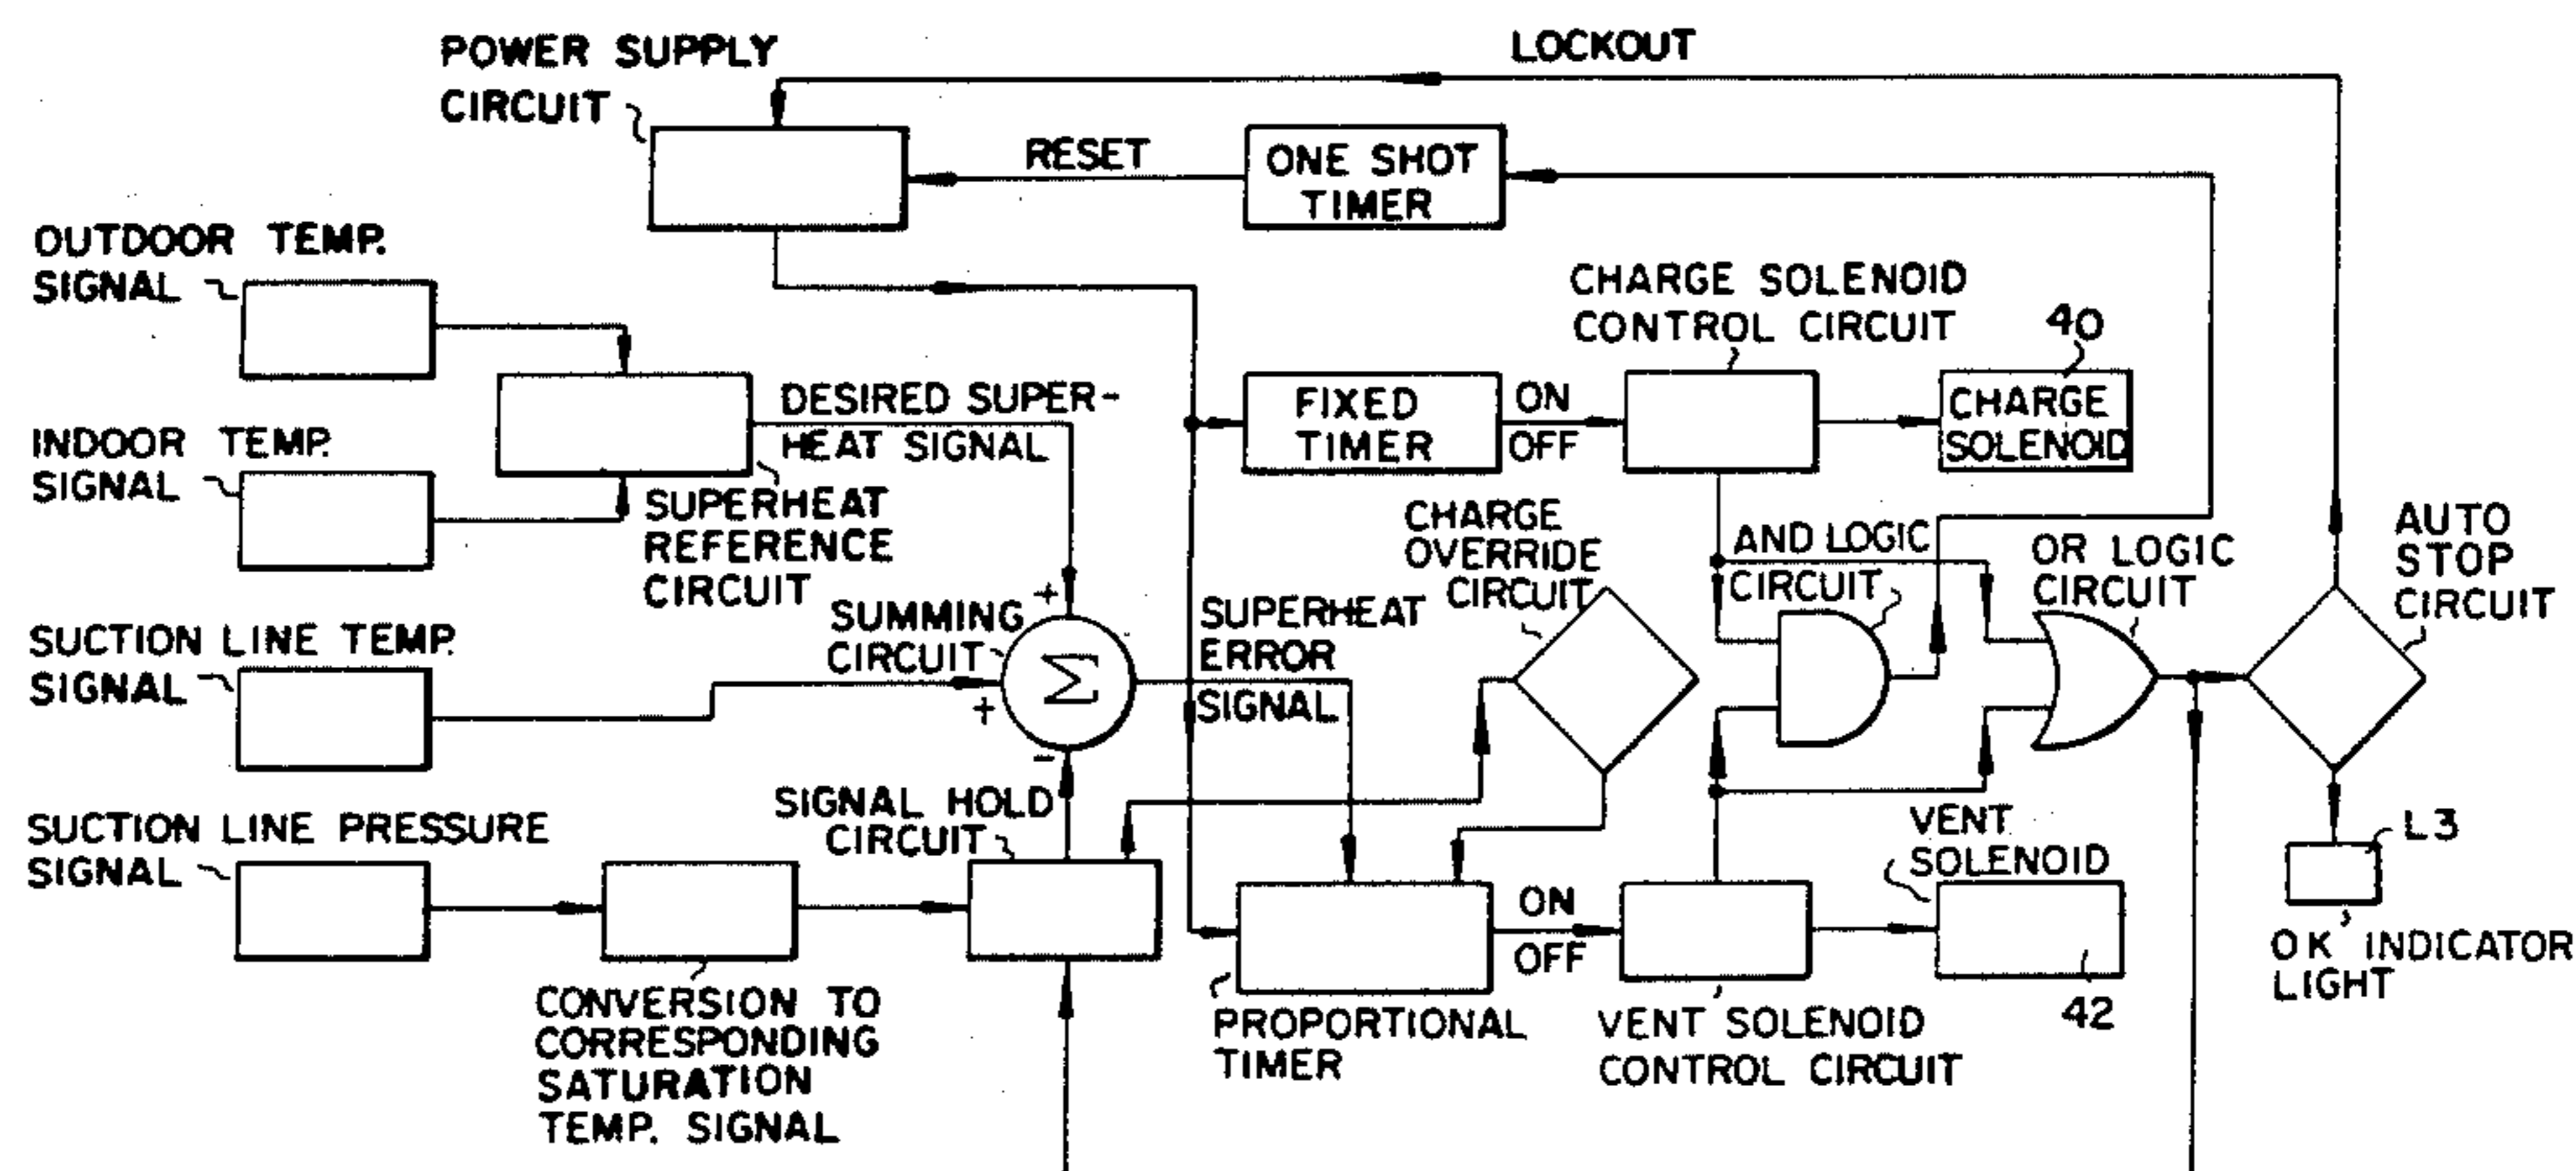 POWER SUPPLY
CIRCUIT
LOCKOUT
RESET
ONE SHOT
TIMER
OUTDOOR TEMP.
SIGNAL
INDOOR TEMP.
SIGNAL
DESIRED SUPER-
HEAT SIGNAL
SUPERHEAT
REFERENCE
CIRCUIT
FIXED
TIMER
ON
OFF
CHARGE SOLENOID
CONTROL CIRCUIT
40
CHARGE
SOLENOID
CHARGE
OVERRIDE
CIRCUIT
AND LOGIC
CIRCUIT
OR LOGIC
CIRCUIT
AUTO
STOP
CIRCUIT
SUCTION LINE TEMP.
SIGNAL
SUMMING
CIRCUIT
+
+
-
Σ
SUPERHEAT
ERROR
SIGNAL
SUCTION LINE PRESSURE
SIGNAL
SIGNAL HOLD
CIRCUIT
CONVERSION TO
CORRESPONDING
SATURATION
TEMP. SIGNAL
PROPORTIONAL
TIMER
ON
OFF
VENT SOLENOID
CONTROL CIRCUIT
VENT
SOLENOID
42
L3
OK INDICATOR
LIGHT